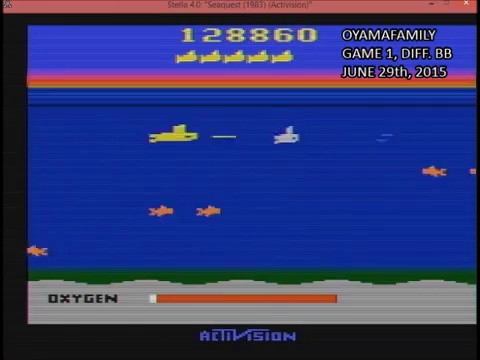 Stella 4.0: "Seaquest (1983) (Activision)"
128860
OYAMAFAMILY
GAME 1, DIFF. BB
JUNE 29th, 2015
OXYGEN
ACTIVISION